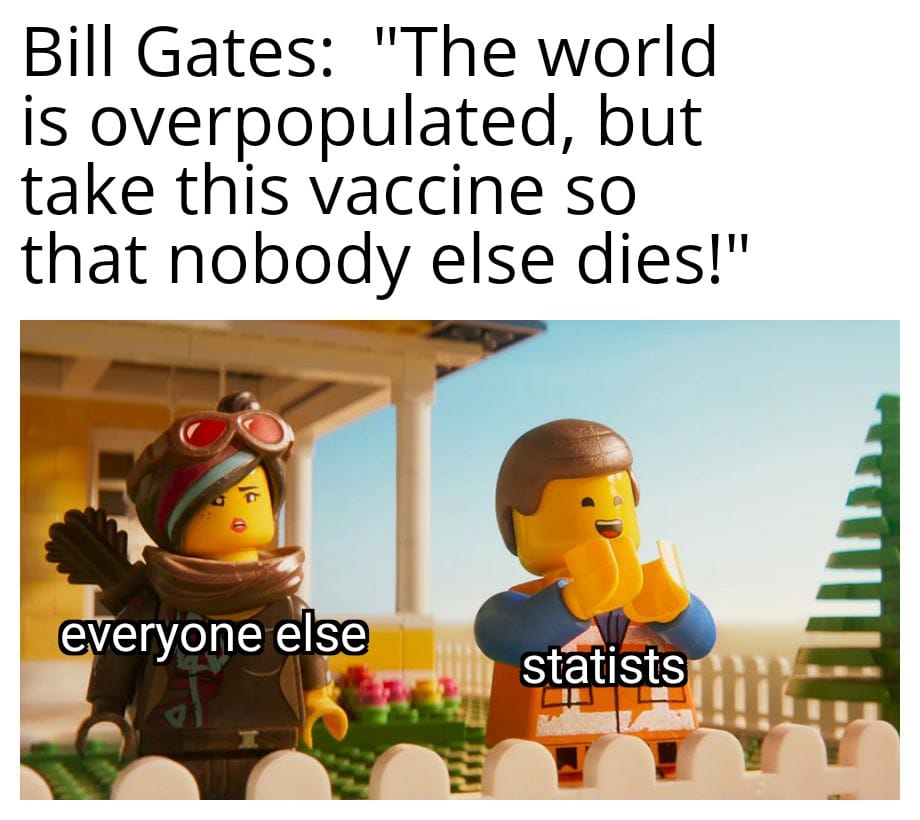 Bill Gates:  "The world
is overpopulated, but
take this vaccine so
that nobody else dies!"
everyone else
statists